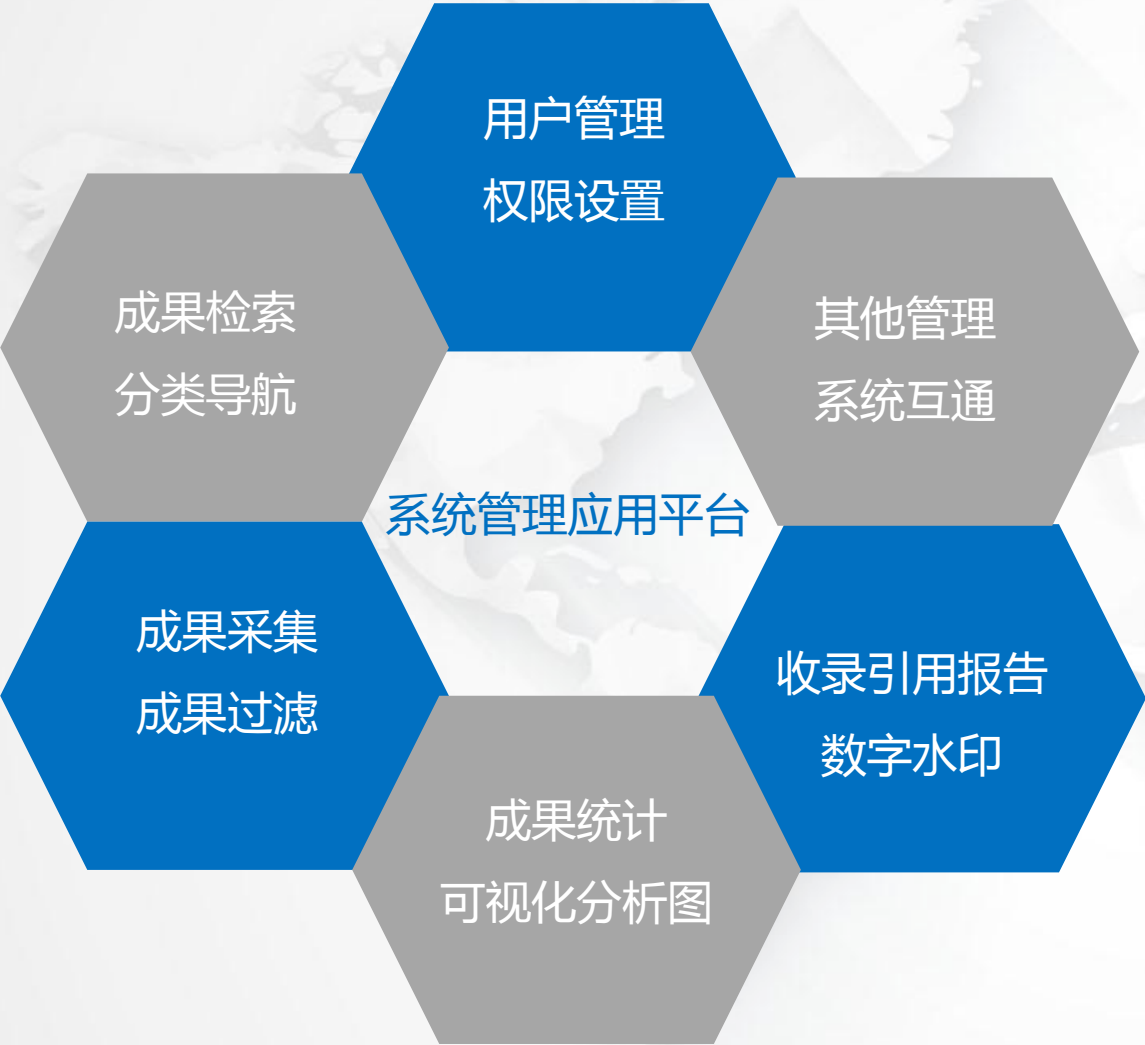 用户管理
权限设置
成果检索
分类导航
其他管理
系统互通
系统管理应用平台
成果采集
成果过滤
收录引用报告
数字水印
成果统计
可视化分析图